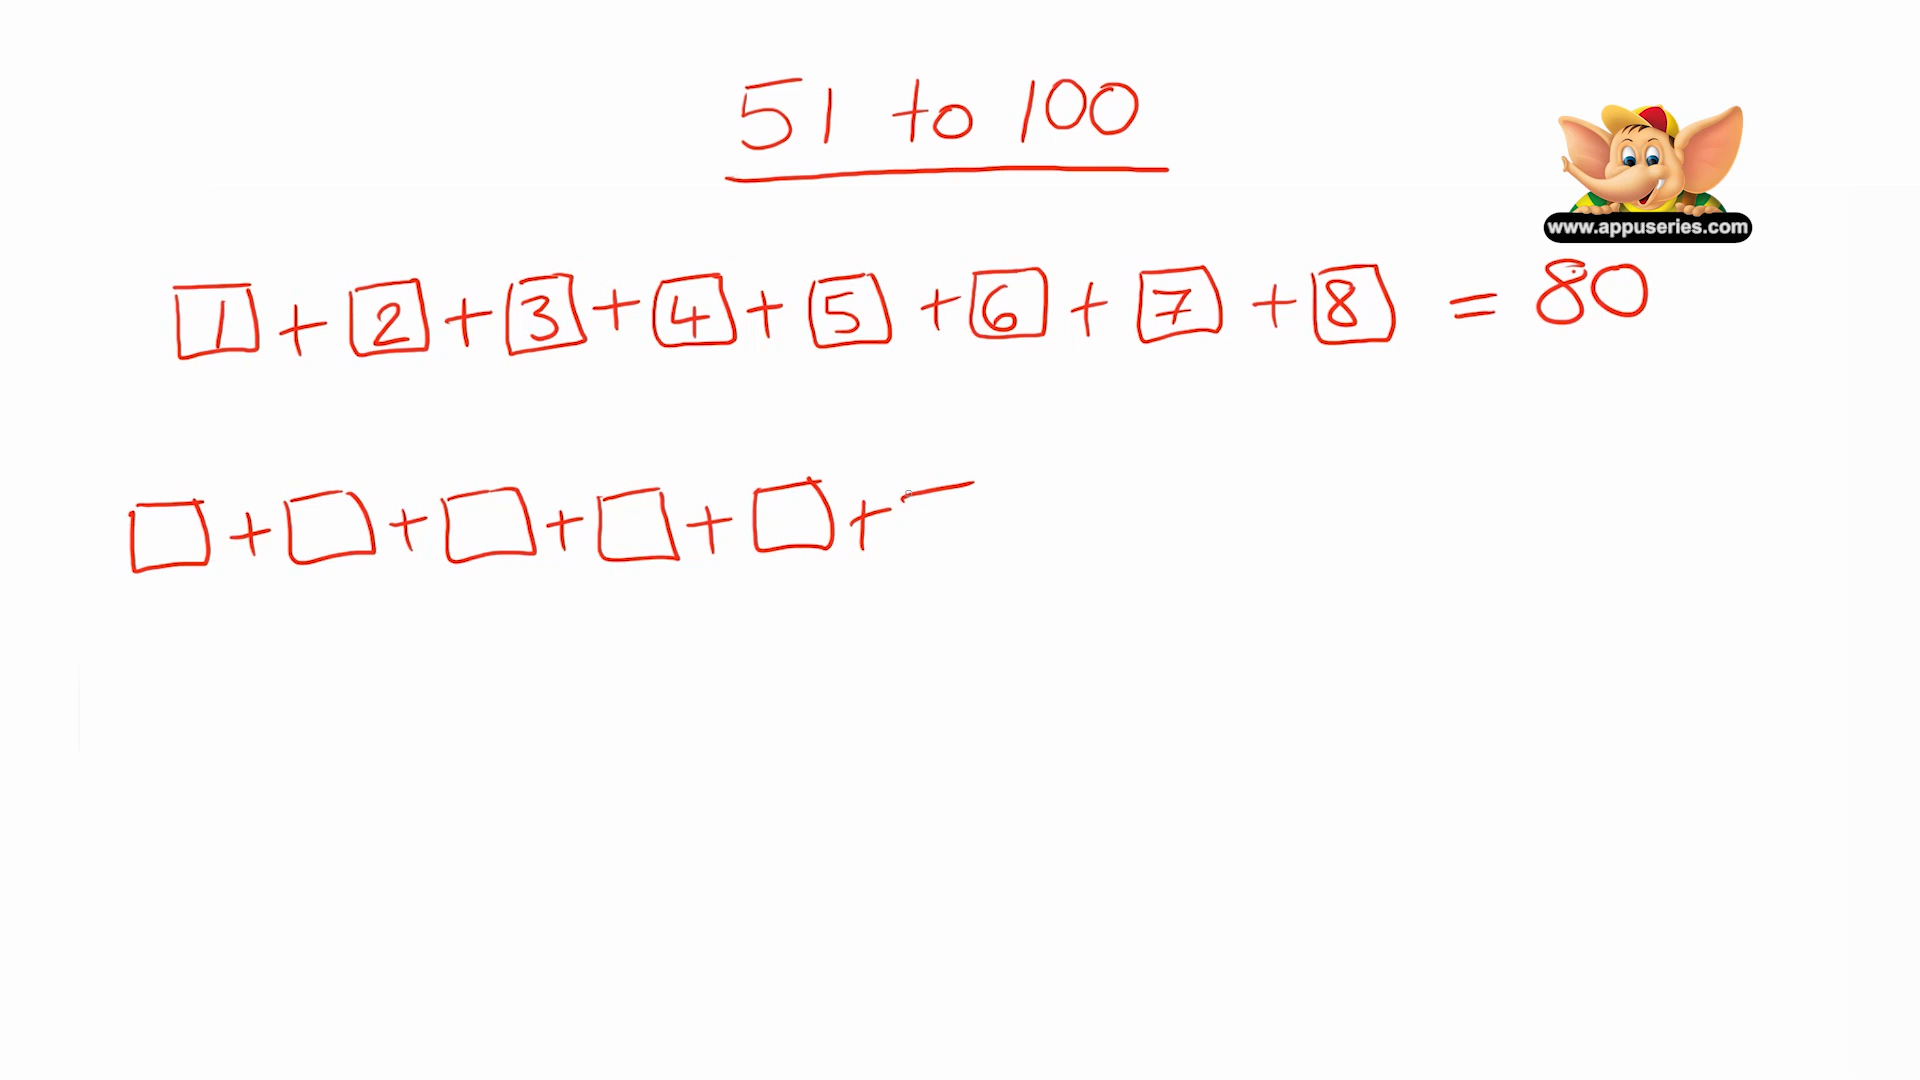 51 to 100
www.appuseries.com
1 + 2 + 3 + 4 + 5 + 6 + 7 + 8 = 80
□ + □ + □ + □ + □ +